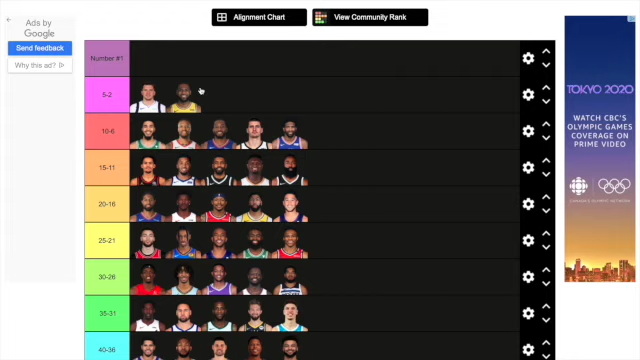 Alignment Chart
View Community Rank
Ads by
Google
Send feedback
Why this ad?
Number #1
5-2
10-6
15-11
20-16
25-21
30-26
35-31
40-36
TOKYO 2020
WATCH CBC'S
OLYMPIC GAMES
COVERAGE ON
PRIME VIDEO